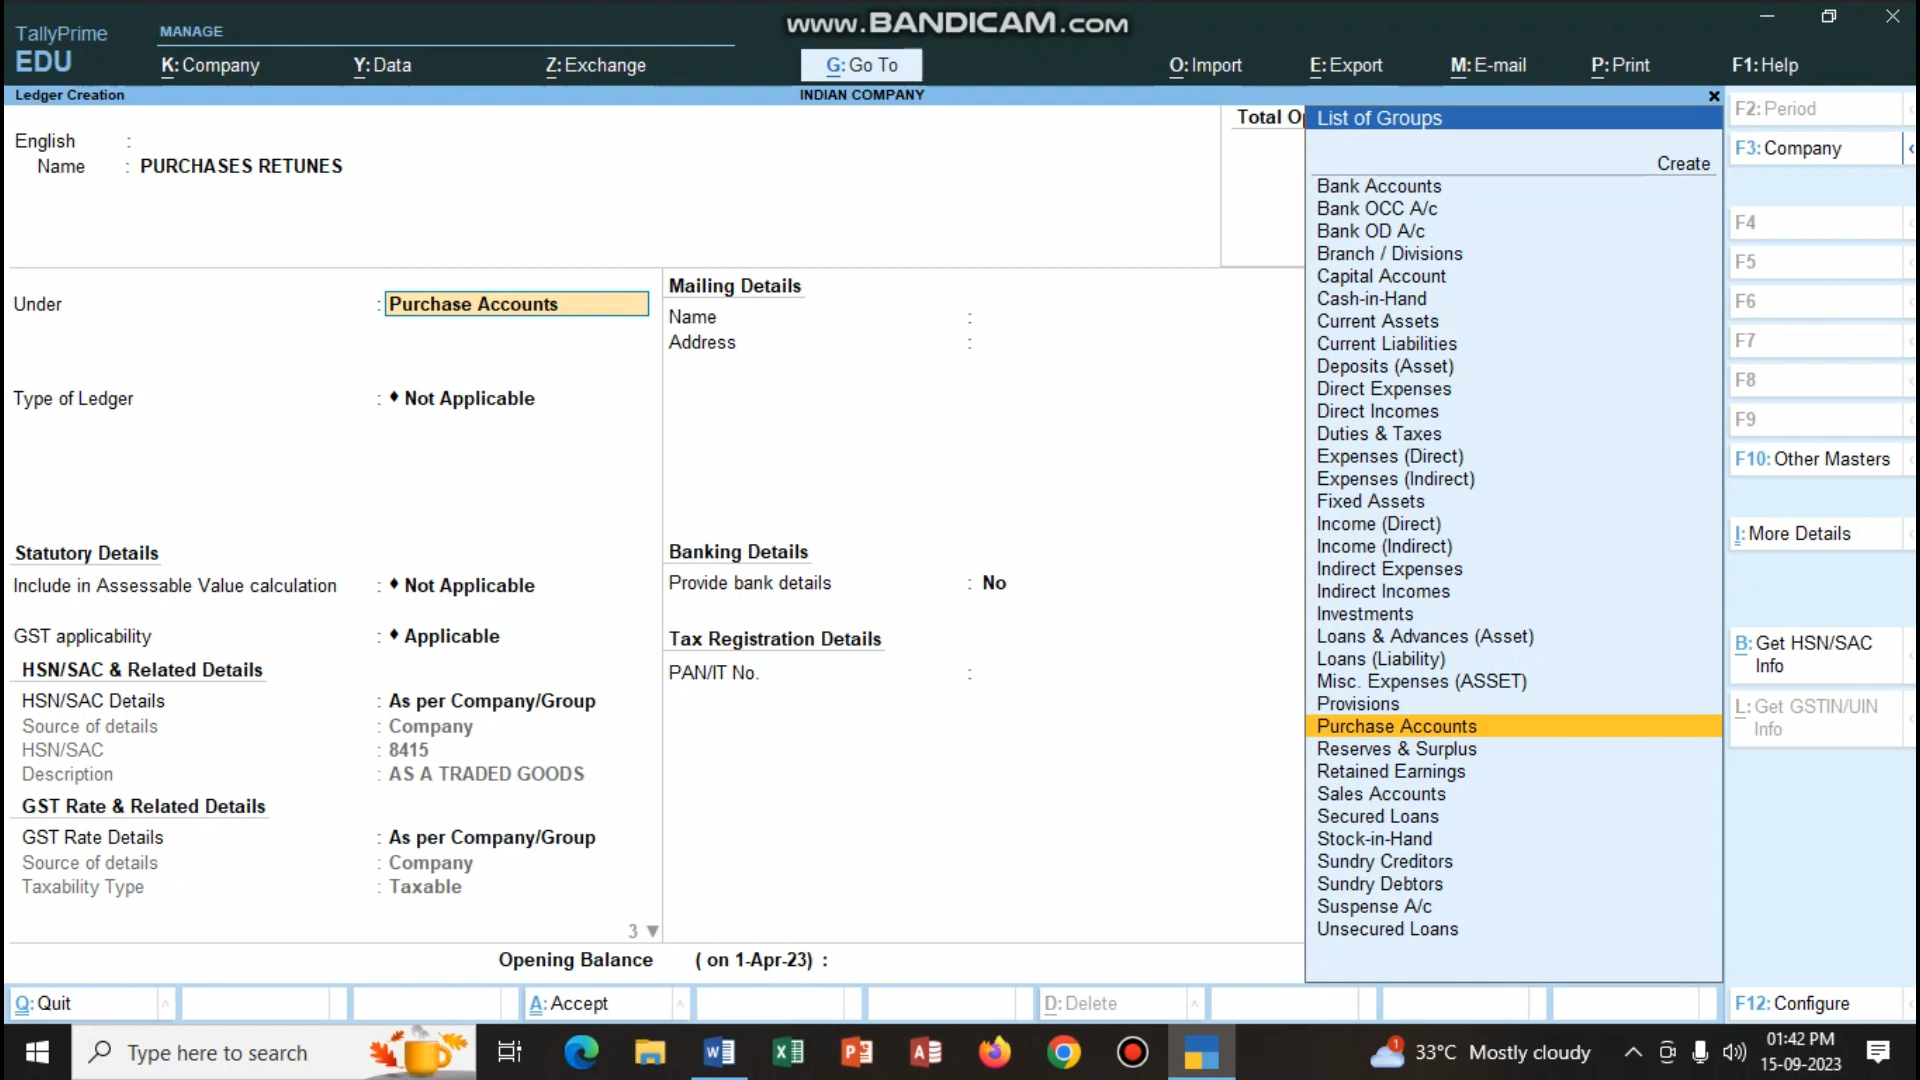 www.BANDICAM.com
TallyPrime
EDU
MANAGE
K: Company
Y: Data
Z: Exchange
G: Go To
O: Import
E: Export
M: E-mail
P: Print
F1: Help
Ledger Creation
INDIAN COMPANY
English :
Name : PURCHASES RETUNES
Total Op
Under : Purchase Accounts
Type of Ledger : ♦ Not Applicable
Statutory Details
Include in Assessable Value calculation : ♦ Not Applicable
GST applicability : ♦ Applicable
HSN/SAC & Related Details
HSN/SAC Details : As per Company/Group
Source of details : Company
HSN/SAC : 8415
Description : AS A TRADED GOODS
GST Rate & Related Details
GST Rate Details : As per Company/Group
Source of details : Company
Taxability Type : Taxable
3 ▼
Mailing Details
Name :
Address :
Banking Details
Provide bank details : No
Tax Registration Details
PAN/IT No. :
Opening Balance ( on 1-Apr-23) :
List of Groups
Create
Bank Accounts
Bank OCC A/c
Bank OD A/c
Branch / Divisions
Capital Account
Cash-in-Hand
Current Assets
Current Liabilities
Deposits (Asset)
Direct Expenses
Direct Incomes
Duties & Taxes
Expenses (Direct)
Expenses (Indirect)
Fixed Assets
Income (Direct)
Income (Indirect)
Indirect Expenses
Indirect Incomes
Investments
Loans & Advances (Asset)
Loans (Liability)
Misc. Expenses (ASSET)
Provisions
Purchase Accounts
Reserves & Surplus
Retained Earnings
Sales Accounts
Secured Loans
Stock-in-Hand
Sundry Creditors
Sundry Debtors
Suspense A/c
Unsecured Loans
F2: Period
F3: Company
F4
F5
F6
F7
F8
F9
F10: Other Masters
I: More Details
B: Get HSN/SAC
Info
L: Get GSTIN/UIN
Info
Q: Quit
A: Accept
D: Delete
F12: Configure
Type here to search
1
33°C Mostly cloudy
01:42 PM
15-09-2023